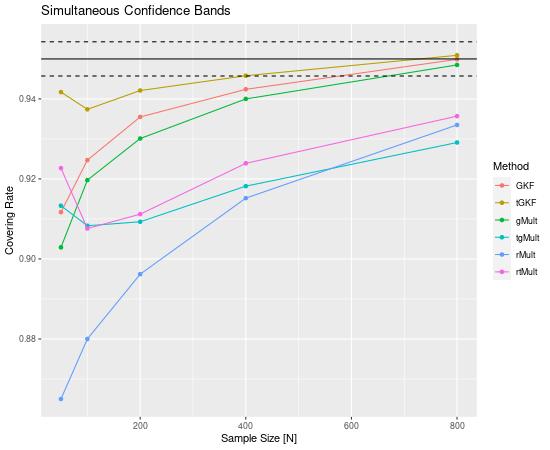 Simultaneous Confidence Bands
Covering Rate
0.94
0.92
0.90
0.88
200
400
600
800
Sample Size [N]
Method
GKF
tGKF
gMult
tgMult
rMult
rtMult